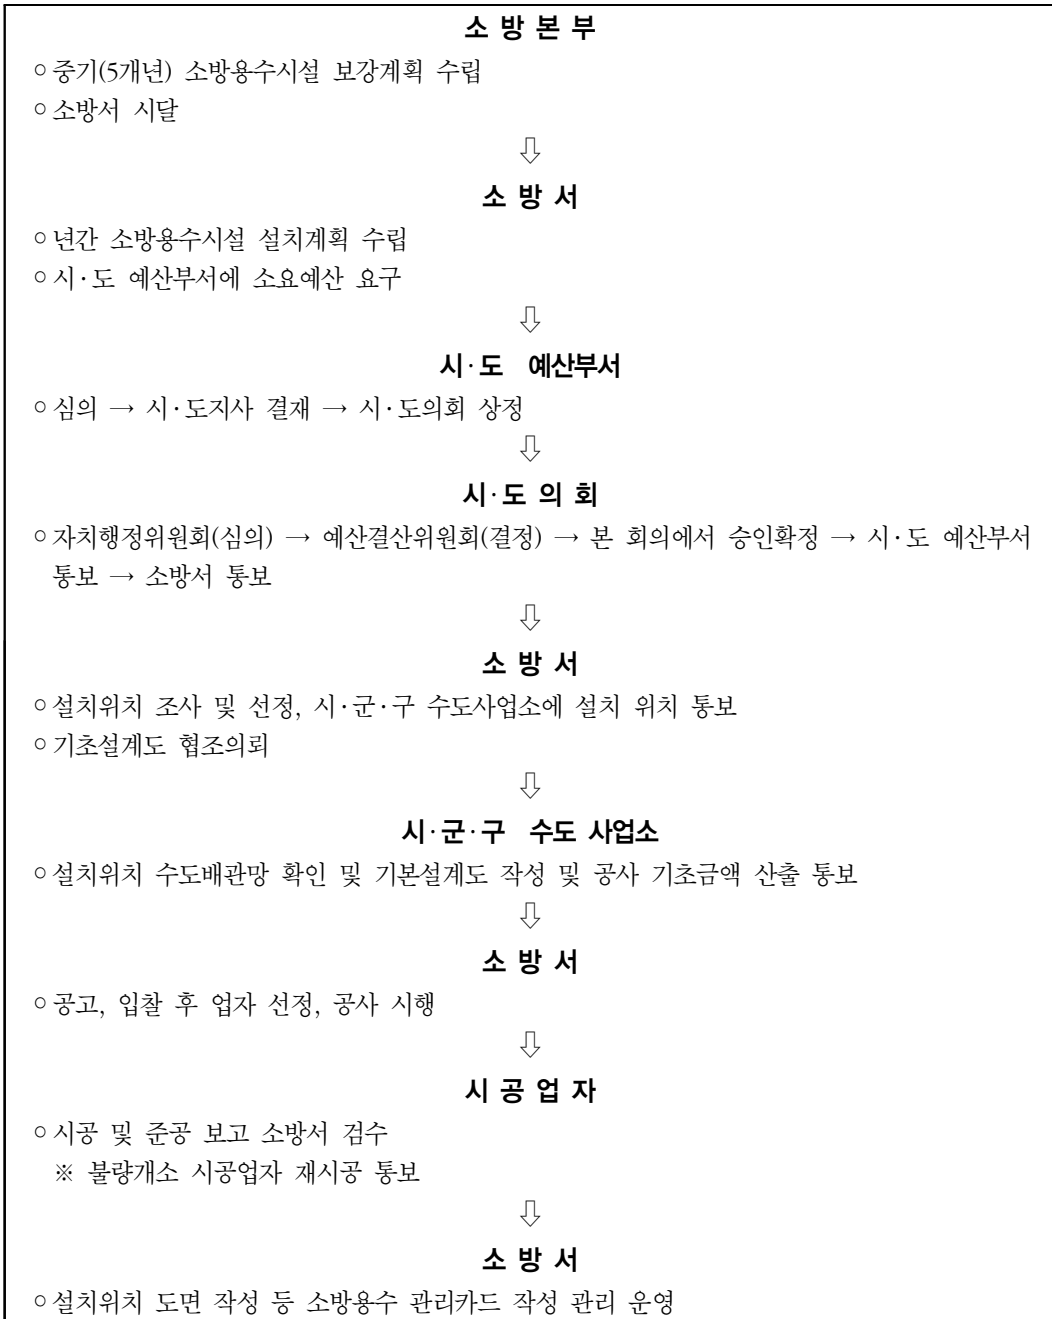 소 방 본 부
○ 중기(5개년) 소방용수시설 보강계획 수립
○ 소방서 시달
⇩
소 방 서
○ 년간 소방용수시설 설치계획 수립
○ 시·도 예산부서에 소요예산 요구
⇩
시·도 예산부서
○ 심의 → 시·도지사 결재 → 시·도의회 상정
⇩
시·도 의 회
○ 자치행정위원회(심의) → 예산결산위원회(결정) → 본 회의에서 승인확정 → 시·도 예산부서
통보 → 소방서 통보
⇩
소 방 서
○ 설치위치 조사 및 선정, 시·군·구 수도사업소에 설치 위치 통보
○ 기초설계도 협조의뢰
⇩
시·군·구 수도 사업소
○ 설치위치 수도배관망 확인 및 기본설계도 작성 및 공사 기초금액 산출 통보
⇩
소 방 서
○ 공고, 입찰 후 업자 선정, 공사 시행
⇩
시 공 업 자
○ 시공 및 준공 보고 소방서 검수
※ 불량개소 시공업자 재시공 통보
⇩
소 방 서
○ 설치위치 도면 작성 등 소방용수 관리카드 작성 관리 운영